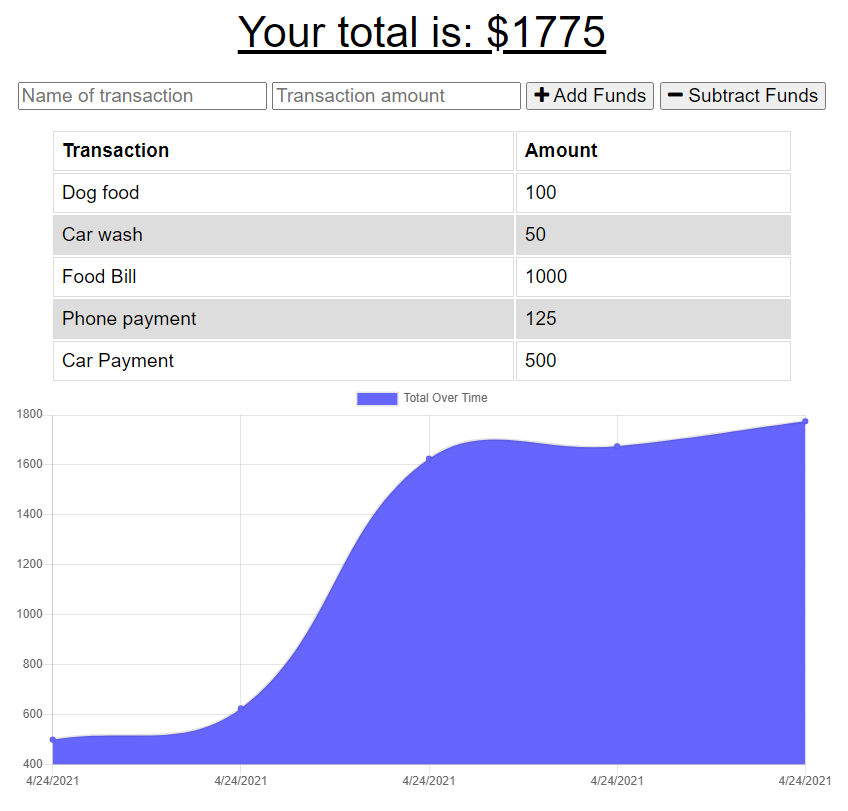 Your total is: $1775
Name of transaction Transaction amount Add Funds Subtract Funds
Transaction Amount
Dog food 100
Car wash 50
Food Bill 1000
Phone payment 125
Car Payment 500
Total Over Time
1800
1600
1400
1200
1000
800
600
400
4/24/2021 4/24/2021 4/24/2021 4/24/2021 4/24/2021